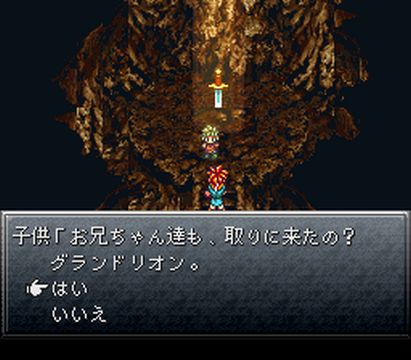 子供「お兄ちゃん達も、取りに来たの？
グランドリオン。
はい
いいえ